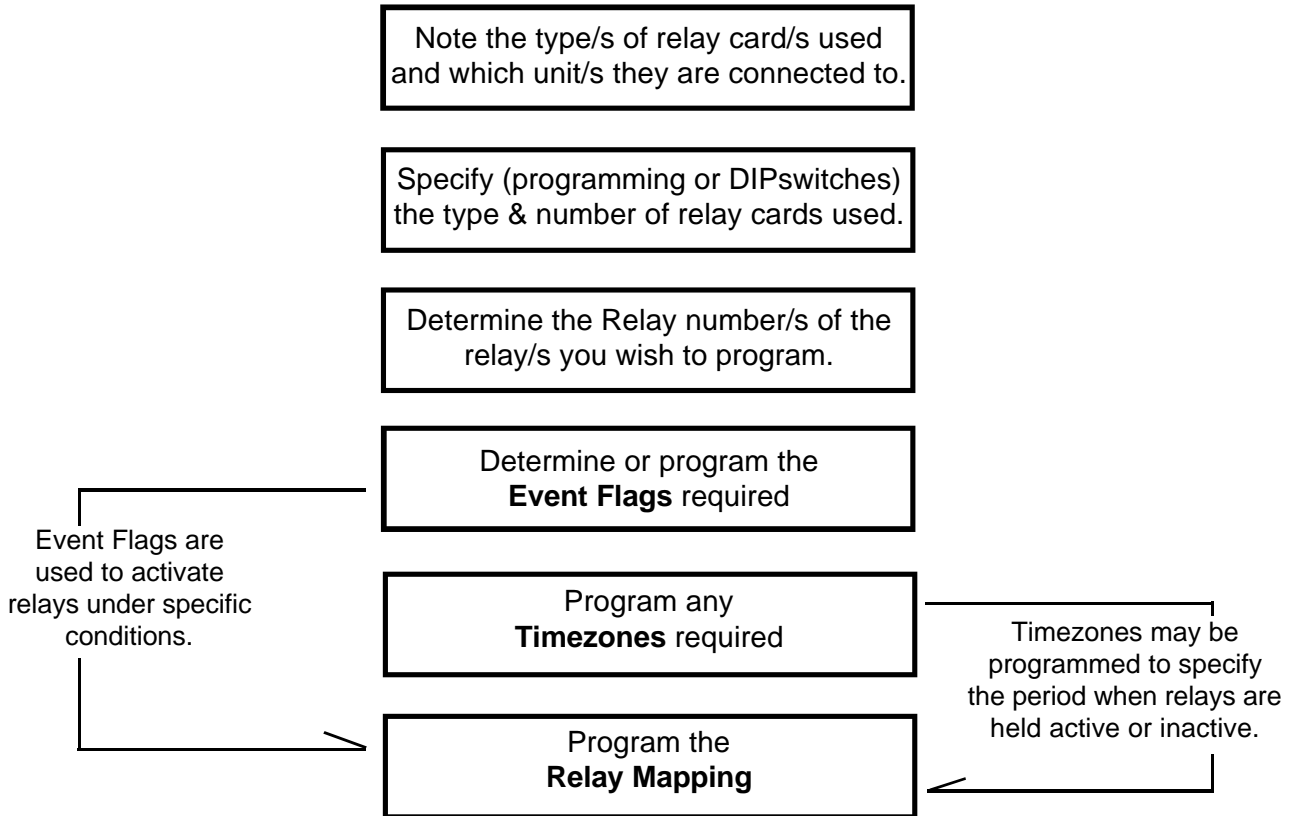 Note the type/s of relay card/s used
and which unit/s they are connected to.
Specify (programming or DIPswitches)
the type & number of relay cards used.
Determine the Relay number/s of the
relay/s you wish to program.
Determine or program the
Event Flags required
Event Flags are
used to activate
relays under specific
conditions.
Program any
Timezones required
Timezones may be
programmed to specify
the period when relays are
held active or inactive.
Program the
Relay Mapping